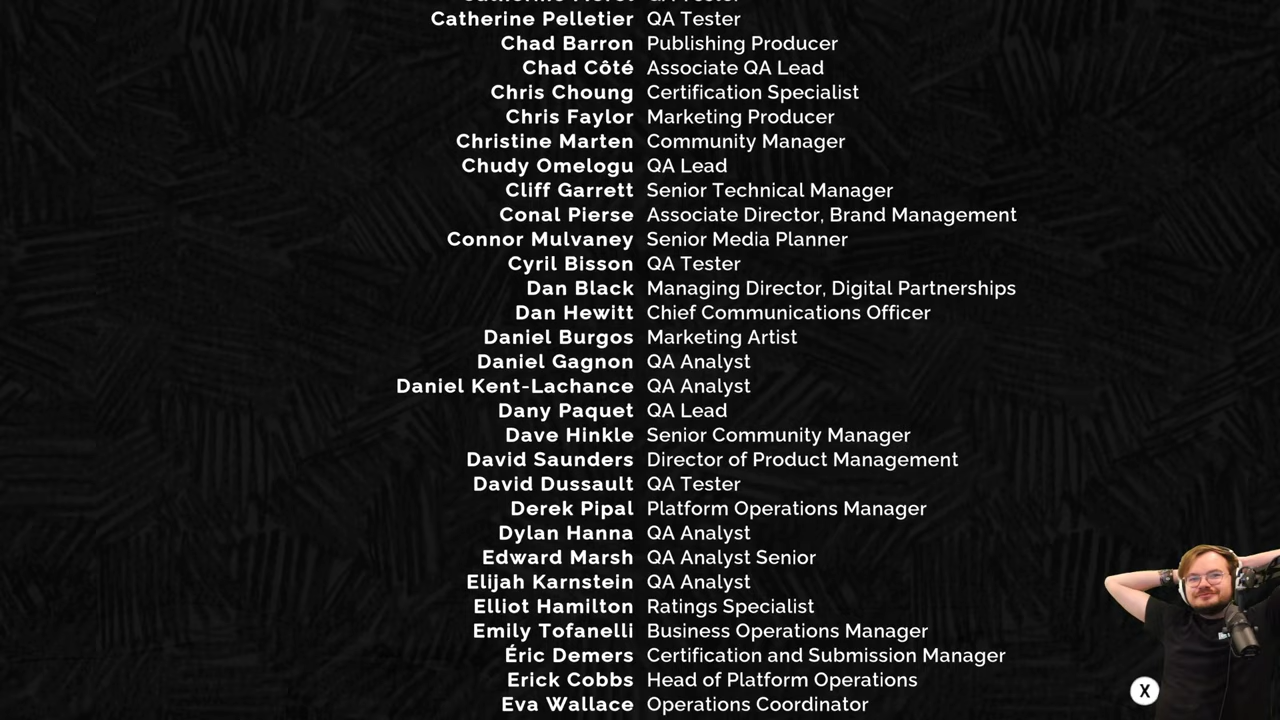 Catherine Pelletier QA Tester
Chad Barron Publishing Producer
Chad Côté Associate QA Lead
Chris Choung Certification Specialist
Chris Faylor Marketing Producer
Christine Marten Community Manager
Chudy Omelogu QA Lead
Cliff Garrett Senior Technical Manager
Conal Pierse Associate Director, Brand Management
Connor Mulvaney Senior Media Planner
Cyril Bisson QA Tester
Dan Black Managing Director, Digital Partnerships
Dan Hewitt Chief Communications Officer
Daniel Burgos Marketing Artist
Daniel Gagnon QA Analyst
Daniel Kent-Lachance QA Analyst
Dany Paquet QA Lead
Dave Hinkle Senior Community Manager
David Saunders Director of Product Management
David Dussault QA Tester
Derek Pipal Platform Operations Manager
Dylan Hanna QA Analyst
Edward Marsh QA Analyst Senior
Elijah Karnstein QA Analyst
Elliot Hamilton Ratings Specialist
Emily Tofanelli Business Operations Manager
Éric Demers Certification and Submission Manager
Erick Cobbs Head of Platform Operations
Eva Wallace Operations Coordinator
X